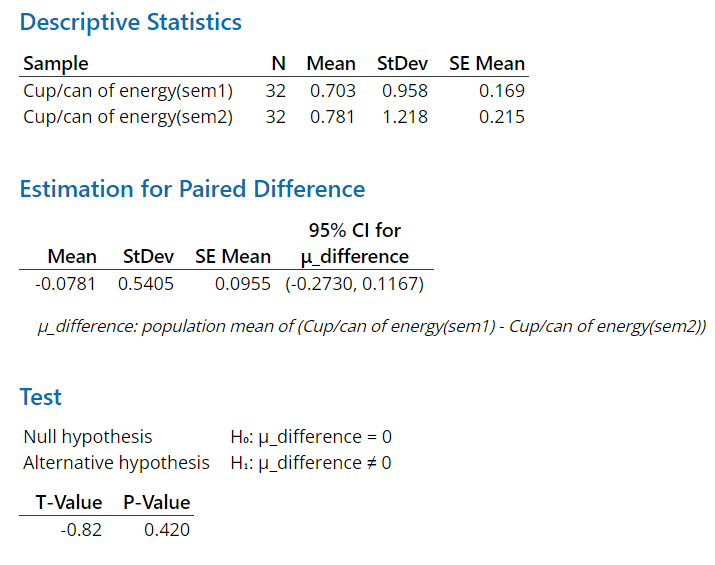 Descriptive Statistics
Sample N Mean StDev SE Mean
Cup/can of energy(sem1) 32 0.703 0.958 0.169
Cup/can of energy(sem2) 32 0.781 1.218 0.215
Estimation for Paired Difference
95% CI for
Mean StDev SE Mean μ_difference
-0.0781 0.5405 0.0955 (-0.2730, 0.1167)
μ_difference: population mean of (Cup/can of energy(sem1) - Cup/can of energy(sem2))
Test
Null hypothesis H₀: μ_difference = 0
Alternative hypothesis H₁: μ_difference ≠ 0
T-Value P-Value
-0.82 0.420